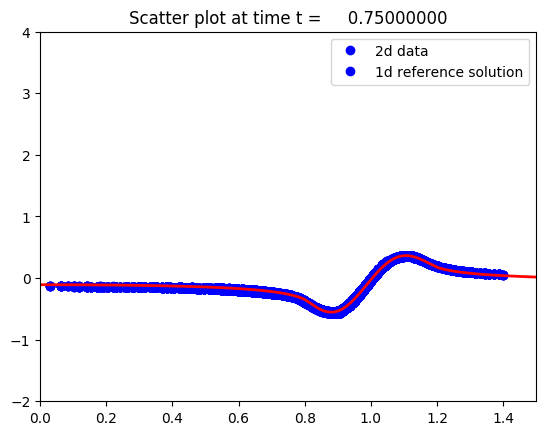 Scatter plot at time t =     0.75000000
2d data
1d reference solution
4
3
2
1
0
−1
−2
0.0 0.2 0.4 0.6 0.8 1.0 1.2 1.4